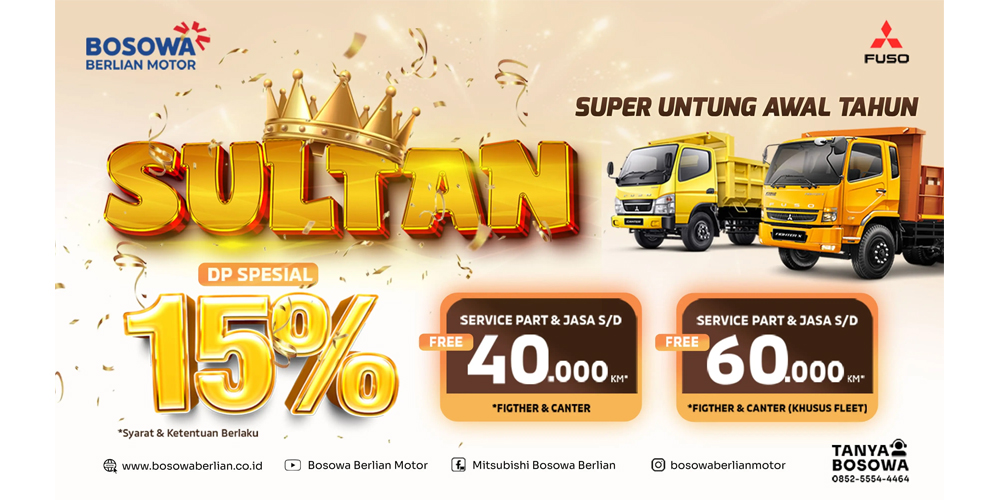 BOSOWA
BERLIAN MOTOR
FUSO
SUPER UNTUNG AWAL TAHUN
SULTAN
FIGHTER X
DP SPESIAL
15%
*Syarat & Ketentuan Berlaku
SERVICE PART & JASA S/D
FREE
40.000 KM*
*FIGTHER & CANTER
SERVICE PART & JASA S/D
FREE
60.000 KM*
*FIGTHER & CANTER (KHUSUS FLEET)
www.bosowaberlian.co.id
Bosowa Berlian Motor
Mitsubishi Bosowa Berlian
bosowaberlianmotor
TANYA
BOSOWA
0852-5554-4464